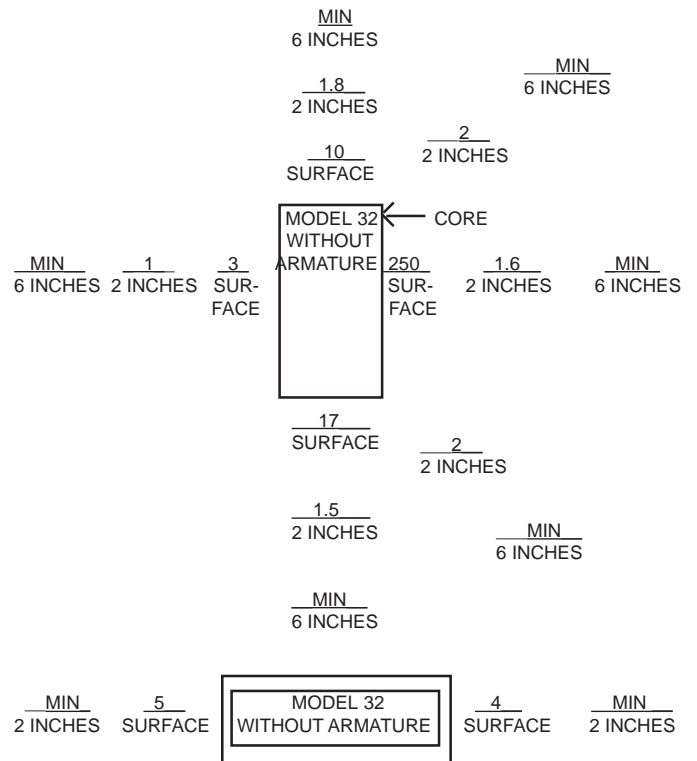 MIN
6 INCHES
MIN
6 INCHES
1.8
2 INCHES
2
2 INCHES
10
SURFACE
MODEL 32
WITHOUT
ARMATURE
CORE
MIN
6 INCHES
1
2 INCHES
3
SUR-
FACE
250
SUR-
FACE
1.6
2 INCHES
MIN
6 INCHES
17
SURFACE
2
2 INCHES
1.5
2 INCHES
MIN
6 INCHES
MIN
6 INCHES
MIN
2 INCHES
5
SURFACE
MODEL 32
WITHOUT ARMATURE
4
SURFACE
MIN
2 INCHES